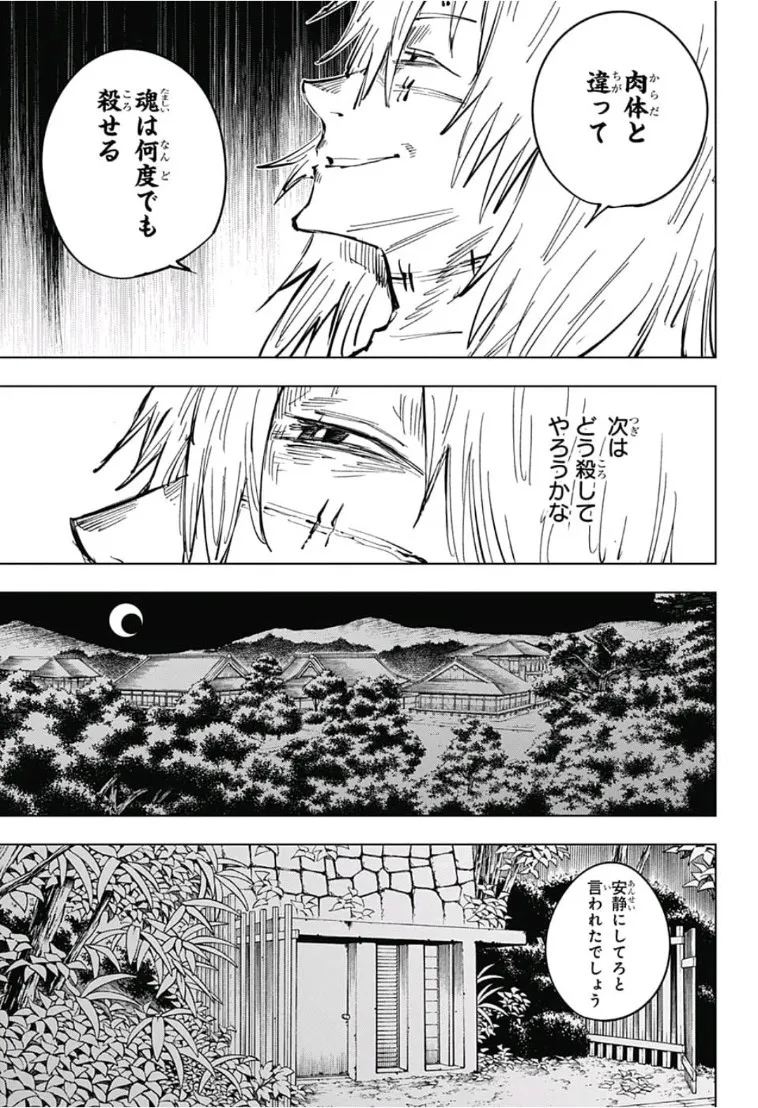 肉体と
違って
魂は何度でも
殺せる
次は
どう殺して
やろうかな
安静にしてろと
言われたでしょう